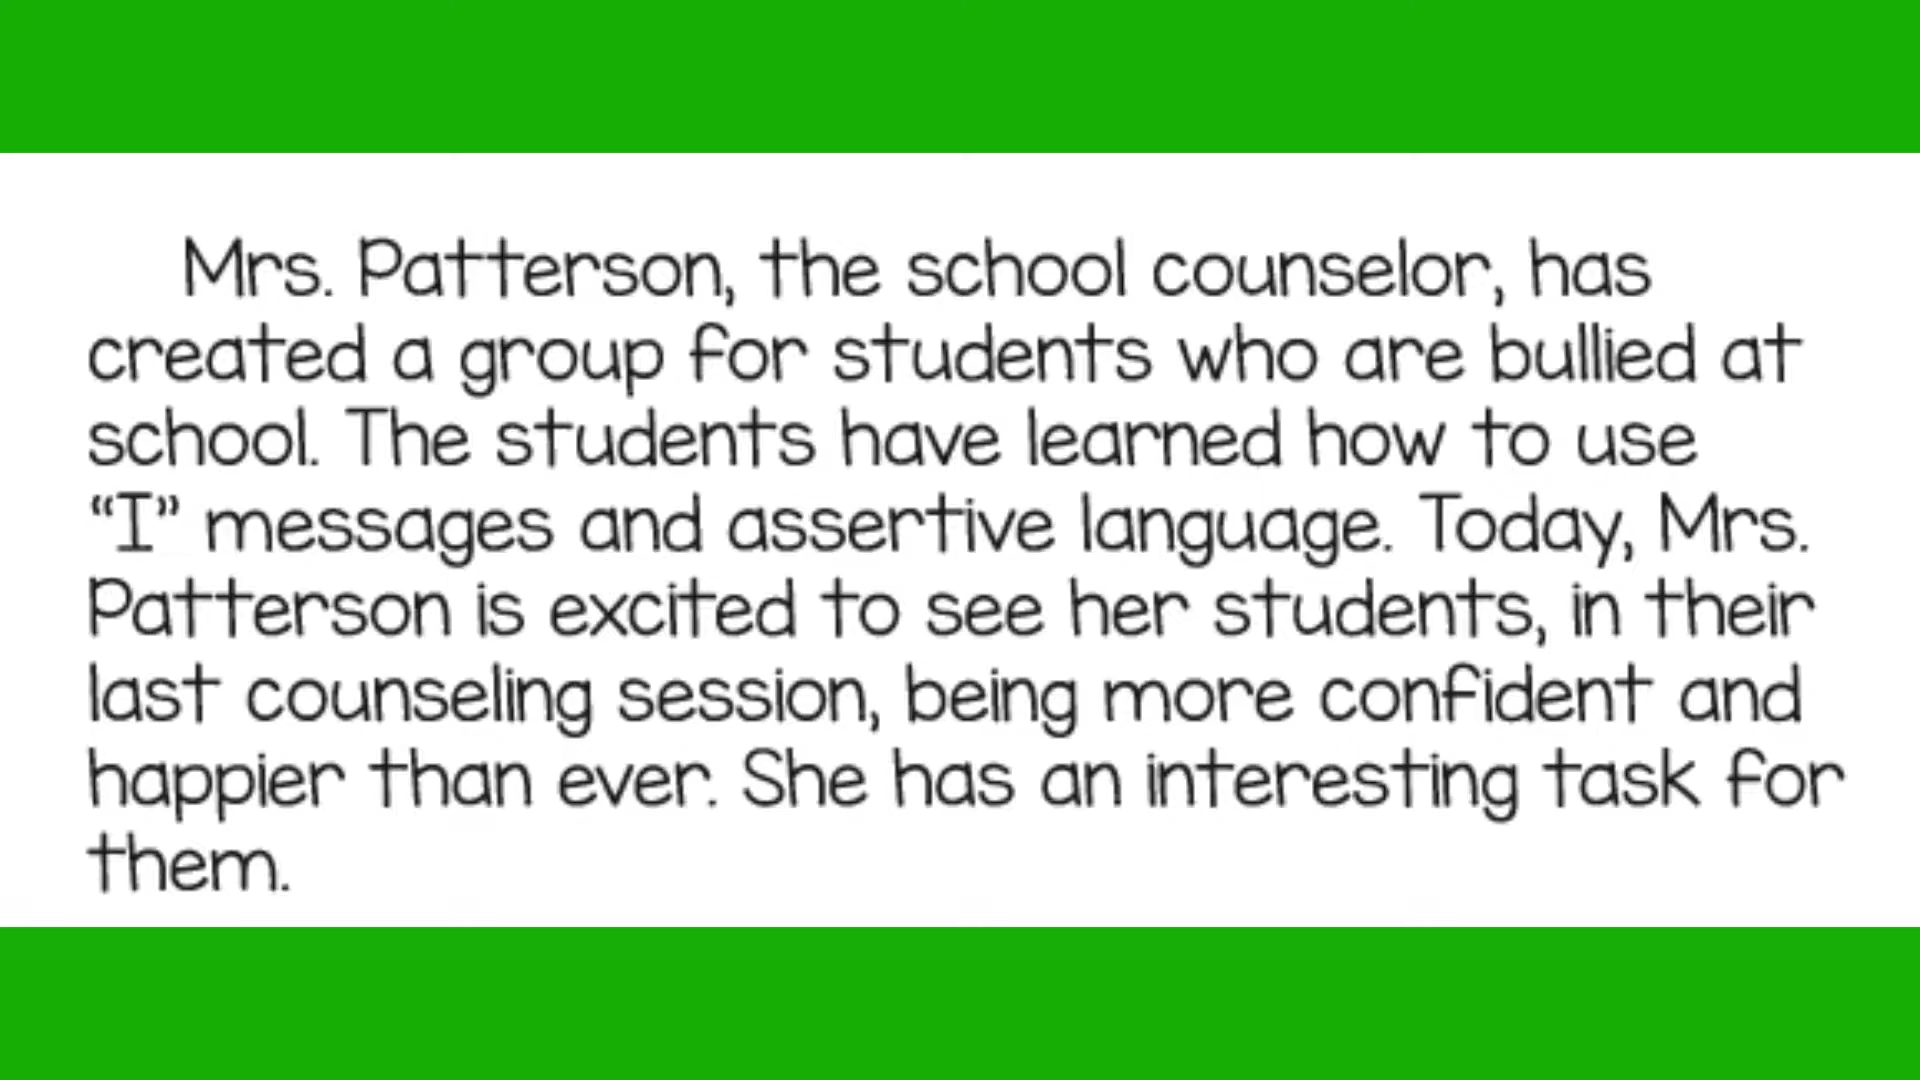 Mrs. Patterson, the school counselor, has
created a group for students who are bullied at
school. The students have learned how to use
“I” messages and assertive language. Today, Mrs.
Patterson is excited to see her students, in their
last counseling session, being more confident and
happier than ever. She has an interesting task for
them.